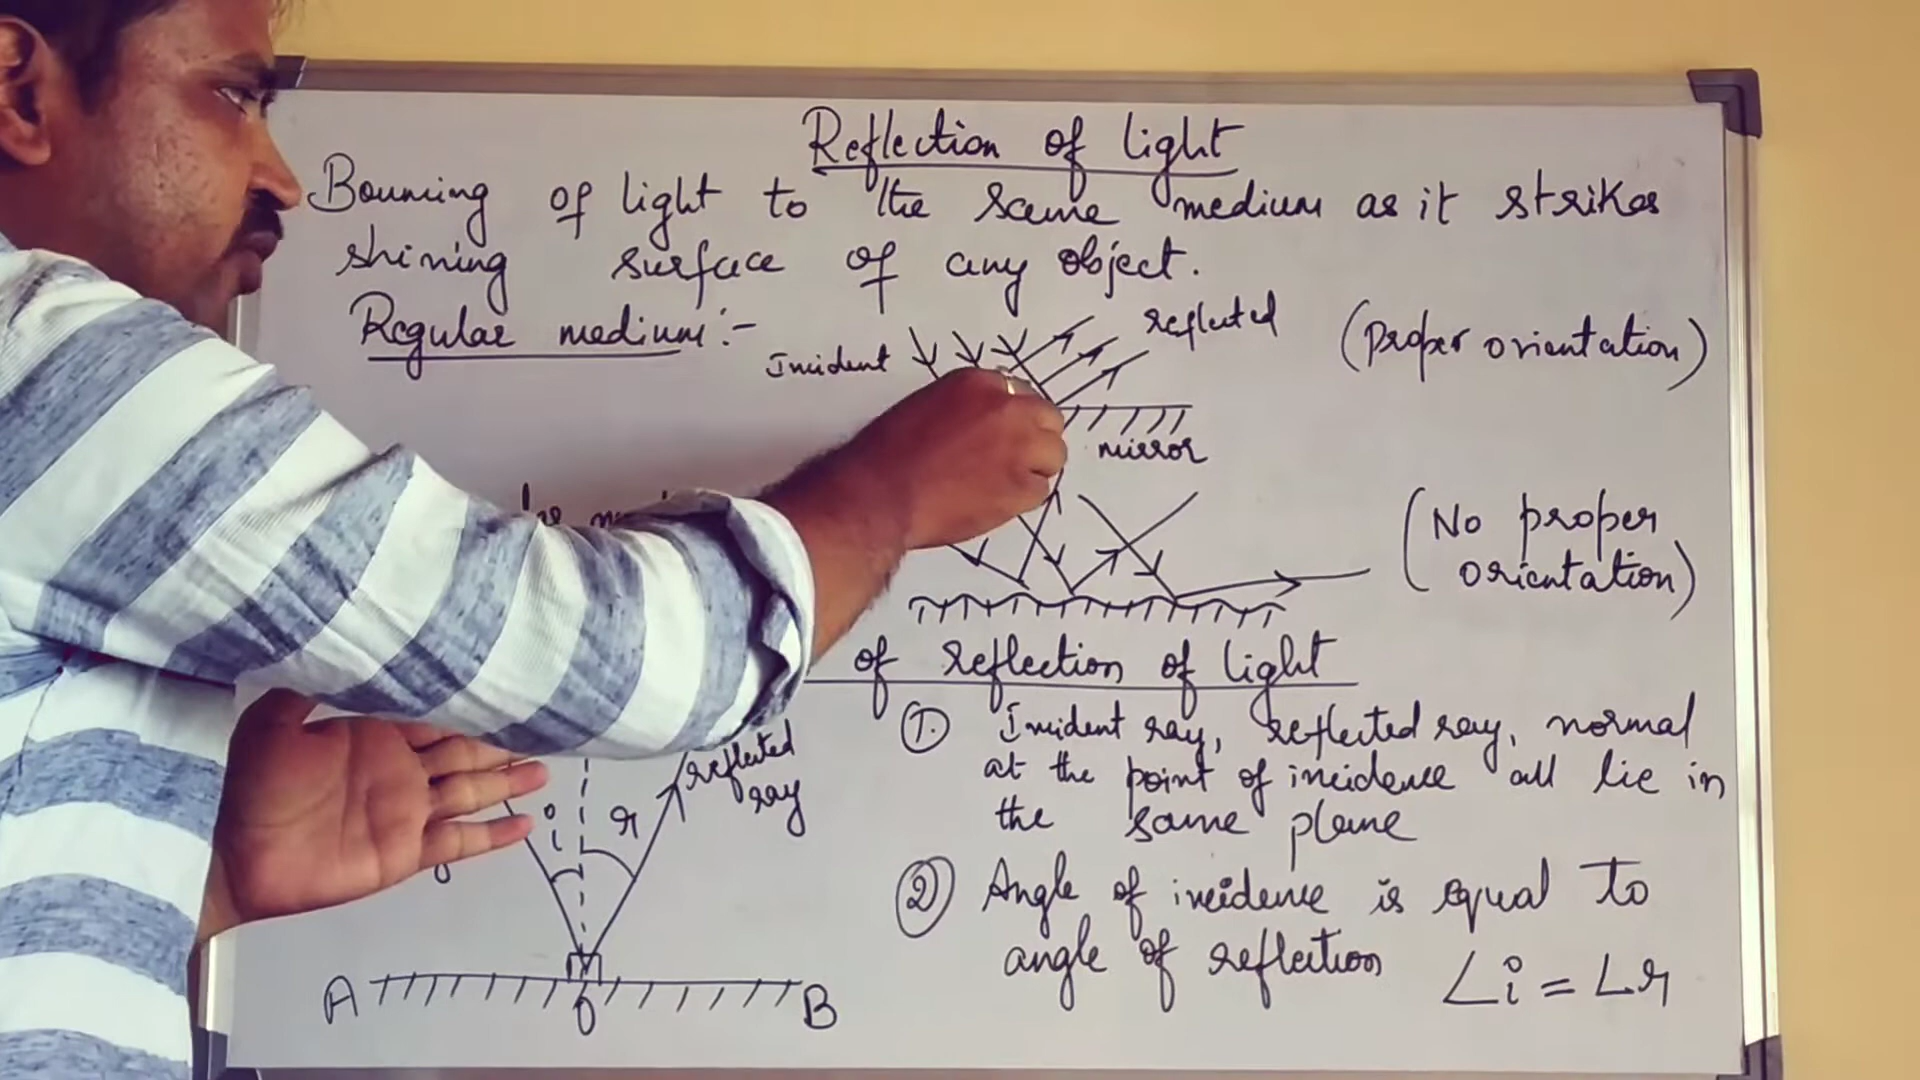 Reflection of light
Bouncing of light to the same medium as it strikes
shining surface of any object.
Regular medium:-
Incident
reflected
(Proper orientation)
mirror
(No proper
orientation)
of reflection of light
① Incident ray, reflected ray, normal
at the point of incidence all lie in
the same plane
② Angle of incidence is equal to
angle of reflection
∠i = ∠r
reflected
ray
i
r
A
O
B